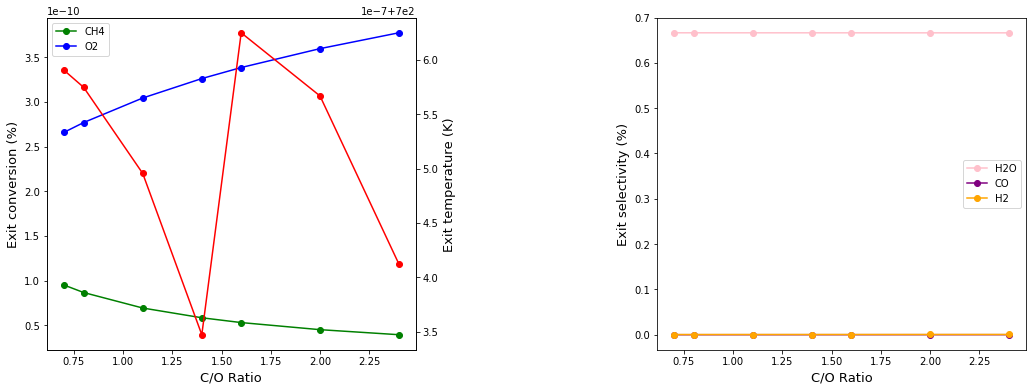 1e−10
1e−7+7e2
CH4
O2
3.5
3.0
2.5
2.0
1.5
1.0
0.5
Exit conversion (%)
6.0
5.5
5.0
4.5
4.0
3.5
Exit temperature (K)
0.75 1.00 1.25 1.50 1.75 2.00 2.25
C/O Ratio
0.7
0.6
0.5
0.4
0.3
0.2
0.1
0.0
Exit selectivity (%)
H2O
CO
H2
0.75 1.00 1.25 1.50 1.75 2.00 2.25
C/O Ratio